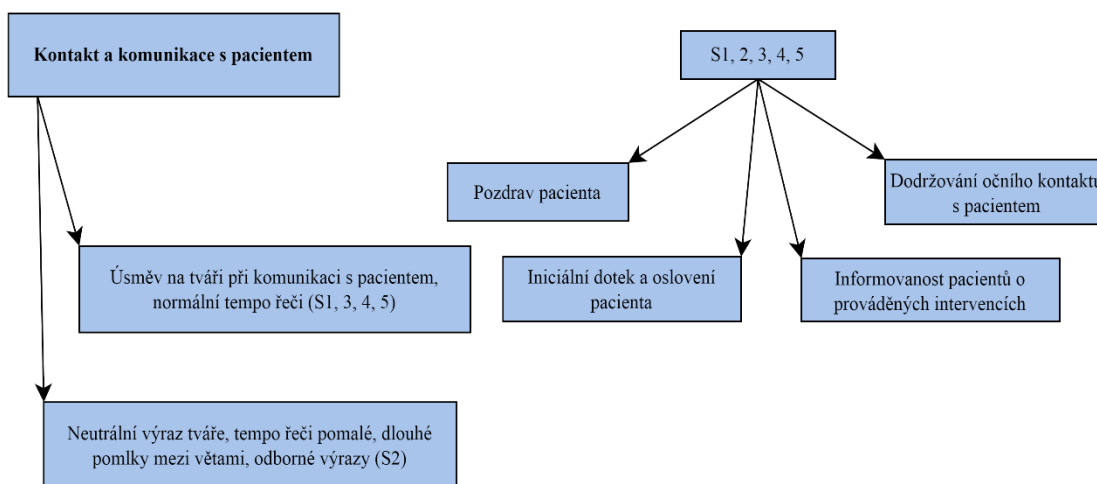 Kontakt a komunikace s pacientem
S1, 2, 3, 4, 5
Pozdrav pacienta
Dodržování očního kontaktu
s pacientem
Úsměv na tváři při komunikaci s pacientem,
normální tempo řeči (S1, 3, 4, 5)
Iniciální dotek a oslovení
pacienta
Informovanost pacientů o
prováděných intervencích
Neutrální výraz tváře, tempo řeči pomalé, dlouhé
pomlky mezi větami, odborné výrazy (S2)